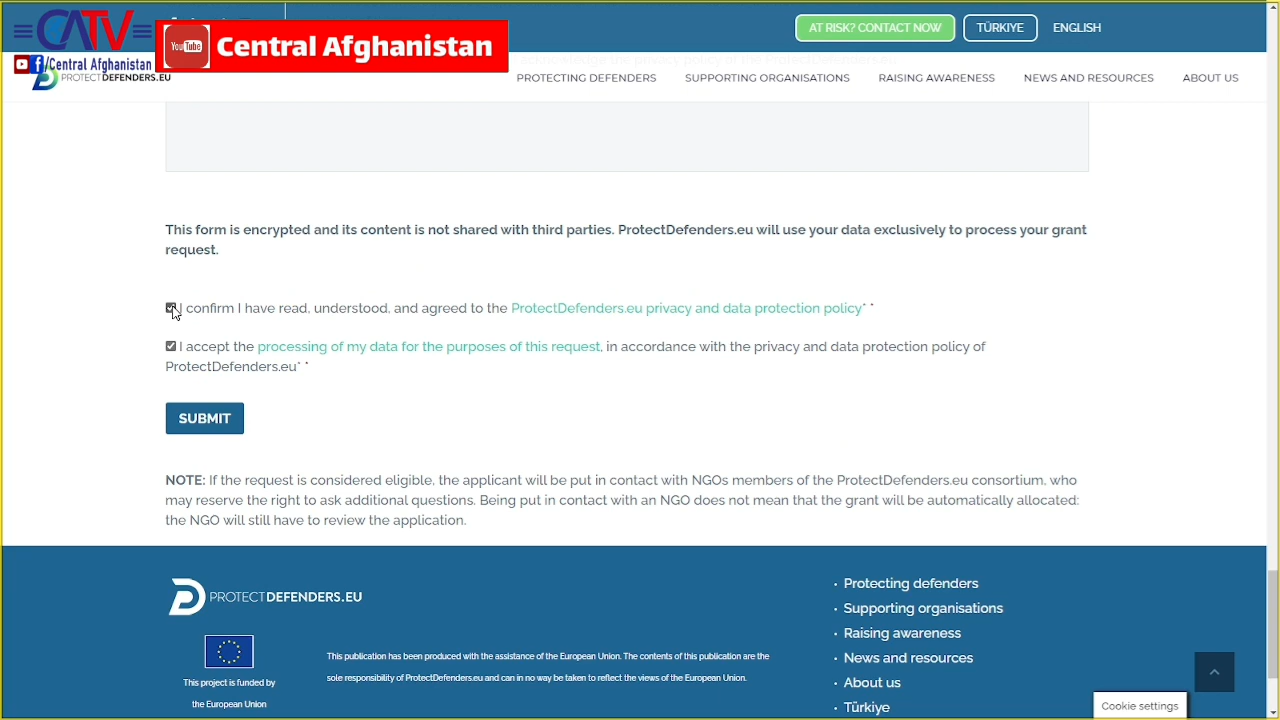 CATV
/Central Afghanistan
YouTube
Central Afghanistan
AT RISK? CONTACT NOW
TÜRKIYE
ENGLISH
acknowledge the privacy policy of the ProtectDefenders.eu
PROTECTDEFENDERS.EU
PROTECTING DEFENDERS
SUPPORTING ORGANISATIONS
RAISING AWARENESS
NEWS AND RESOURCES
ABOUT US
This form is encrypted and its content is not shared with third parties. ProtectDefenders.eu will use your data exclusively to process your grant
request.
I confirm I have read, understood, and agreed to the ProtectDefenders.eu privacy and data protection policy* *
I accept the processing of my data for the purposes of this request, in accordance with the privacy and data protection policy of
ProtectDefenders.eu* *
SUBMIT
NOTE: If the request is considered eligible, the applicant will be put in contact with NGOs members of the ProtectDefenders.eu consortium, who
may reserve the right to ask additional questions. Being put in contact with an NGO does not mean that the grant will be automatically allocated:
the NGO will still have to review the application.
PROTECTDEFENDERS.EU
This project is funded by
the European Union
This publication has been produced with the assistance of the European Union. The contents of this publication are the
sole responsibility of ProtectDefenders.eu and can in no way be taken to reflect the views of the European Union.
· Protecting defenders
· Supporting organisations
· Raising awareness
· News and resources
· About us
· Türkiye
Cookie settings